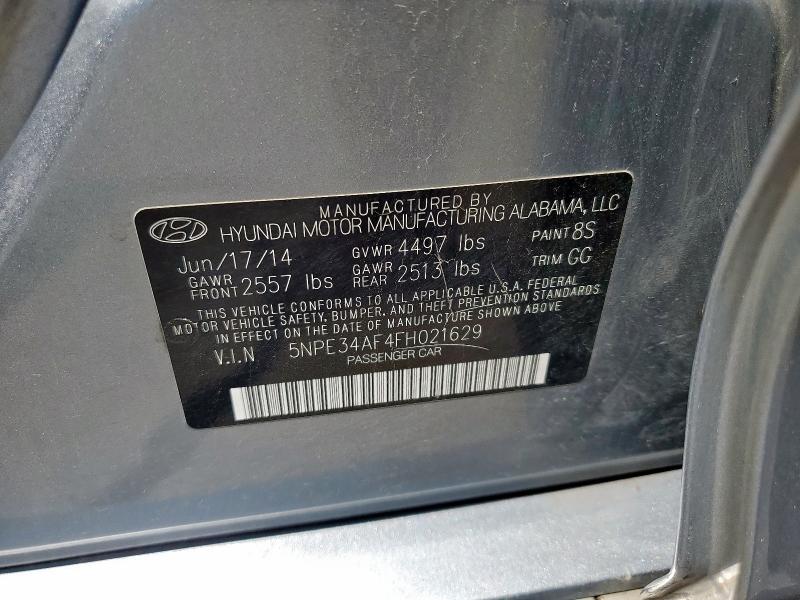 MANUFACTURED BY
HYUNDAI MOTOR MANUFACTURING ALABAMA, LLC
Jun/17/14 GVWR 4497 lbs PAINT 8S
GAWR FRONT 2557 lbs GAWR REAR 2513 lbs TRIM GG
THIS VEHICLE CONFORMS TO ALL APPLICABLE U.S.A. FEDERAL
MOTOR VEHICLE SAFETY, BUMPER, AND THEFT PREVENTION STANDARDS
IN EFFECT ON THE DATE OF MANUFACTURE SHOWN ABOVE
V.I.N 5NPE34AF4FH021629
PASSENGER CAR